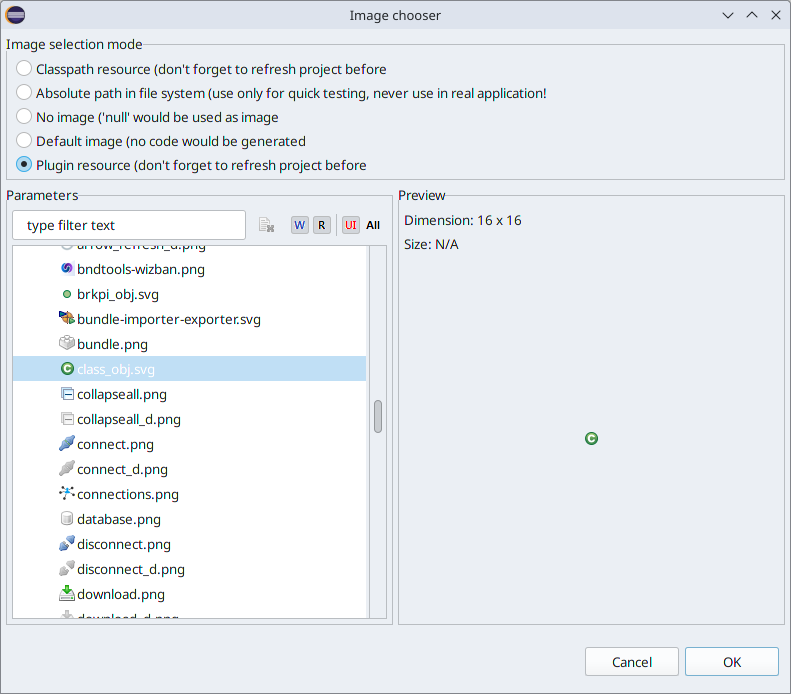 Image chooser
Image selection mode
Classpath resource (don't forget to refresh project before
Absolute path in file system (use only for quick testing, never use in real application!
No image ('null' would be used as image
Default image (no code would be generated
Plugin resource (don't forget to refresh project before
Parameters
type filter text
W R UI All
arrow_refresh_d.png
bndtools-wizban.png
brkpi_obj.svg
bundle-importer-exporter.svg
bundle.png
class_obj.svg
collapseall.png
collapseall_d.png
connect.png
connect_d.png
connections.png
database.png
disconnect.png
disconnect_d.png
download.png
download_d.png
Preview
Dimension: 16 x 16
Size: N/A
C
Cancel
OK